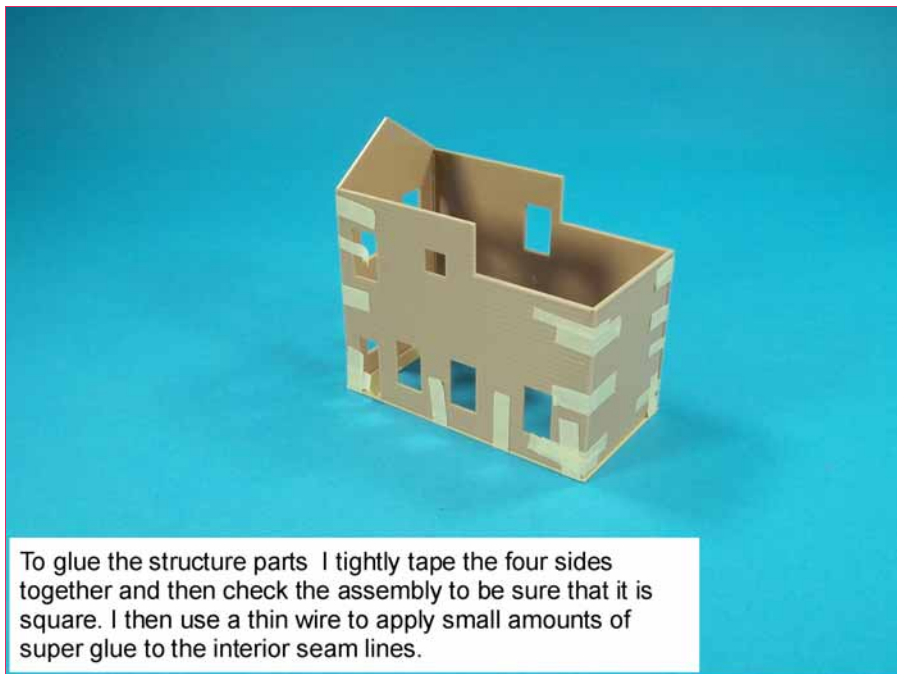 To glue the structure parts  I tightly tape the four sides
together and then check the assembly to be sure that it is
square. I then use a thin wire to apply small amounts of
super glue to the interior seam lines.